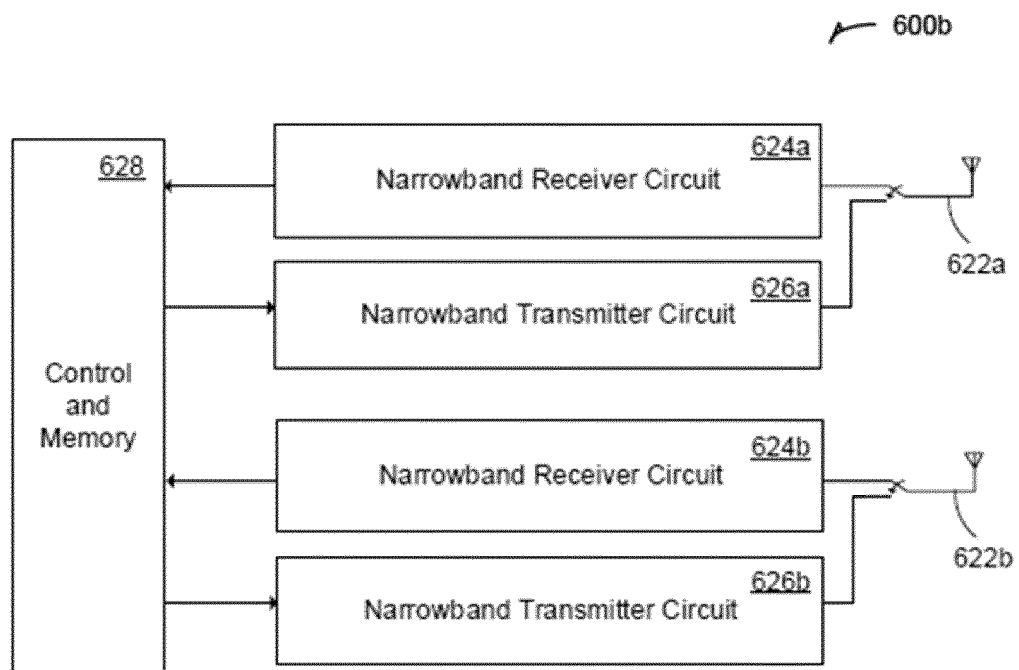 600b
624a
Narrowband Receiver Circuit
622a
626a
Narrowband Transmitter Circuit
628
Control
and
Memory
624b
Narrowband Receiver Circuit
622b
626b
Narrowband Transmitter Circuit